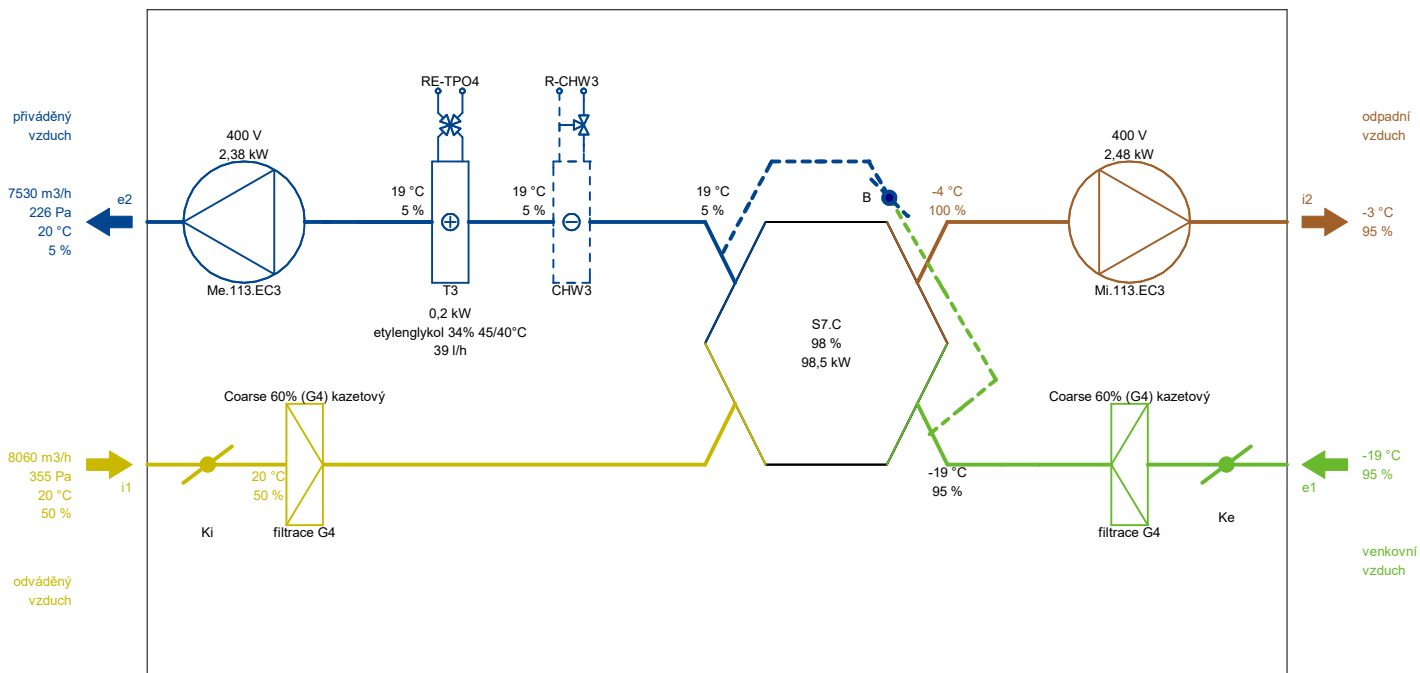 RE-TPO4
R-CHW3
přiváděný
vzduch
400 V
2,38 kW
7530 m3/h
226 Pa
20 °C
5 %
e2
19 °C
5 %
19 °C
5 %
19 °C
5 %
B
-4 °C
100 %
400 V
2,48 kW
odpadní
vzduch
i2
-3 °C
95 %
Me.113.EC3
T3
CHW3
Mi.113.EC3
0,2 kW
etylenglykol 34% 45/40°C
39 l/h
S7.C
98 %
98,5 kW
Coarse 60% (G4) kazetový
Coarse 60% (G4) kazetový
8060 m3/h
355 Pa
20 °C
50 %
i1
20 °C
50 %
-19 °C
95 %
-19 °C
95 %
e1
Ki
filtrace G4
filtrace G4
Ke
odváděný
vzduch
venkovní
vzduch